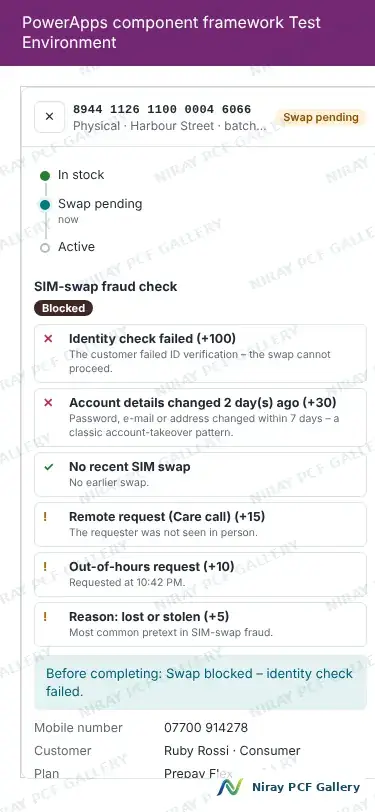 PowerApps component framework Test
Environment
✕
8944 1126 1100 0004 6066
Physical · Harbour Street · batch...
Swap pending
In stock
Swap pending
now
Active
SIM-swap fraud check
Blocked
✕ Identity check failed (+100)
The customer failed ID verification – the swap cannot
proceed.
✕ Account details changed 2 day(s) ago (+30)
Password, e-mail or address changed within 7 days – a
classic account-takeover pattern.
✓ No recent SIM swap
No earlier swap.
! Remote request (Care call) (+15)
The requester was not seen in person.
! Out-of-hours request (+10)
Requested at 10:42 PM.
! Reason: lost or stolen (+5)
Most common pretext in SIM-swap fraud.
Before completing: Swap blocked – identity check
failed.
Mobile number 07700 914278
Customer Ruby Rossi · Consumer
Plan Prepay Flex
Niray PCF Gallery